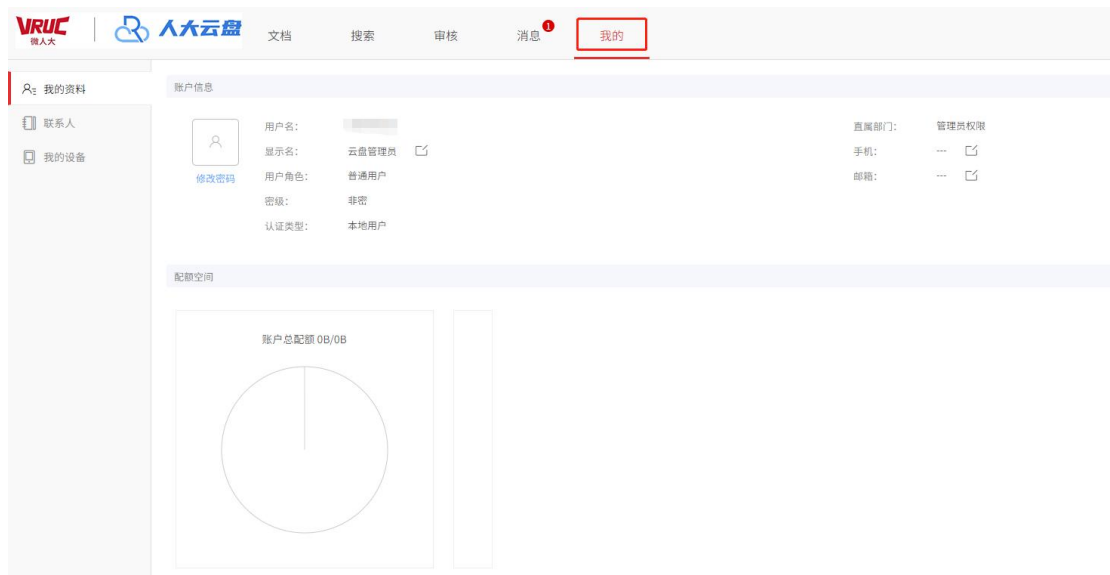 VRUC
微人大
人大云盘
文档 搜索 审核 消息 1 我的
我的资料
联系人
我的设备
账户信息
用户名:
显示名: 云盘管理员
用户角色: 普通用户
密级: 非密
认证类型: 本地用户
修改密码
直属部门: 管理员权限
手机: ---
邮箱: ---
配额空间
账户总配额 0B/0B